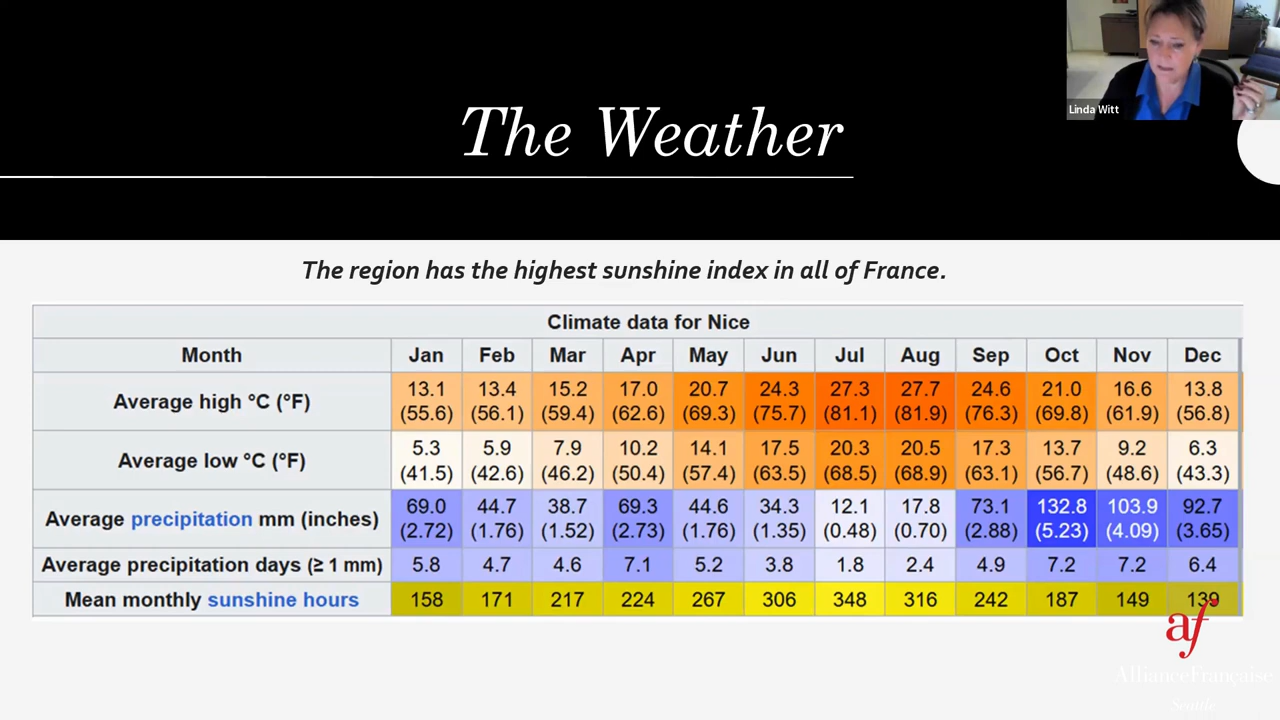 Linda Witt
The Weather
The region has the highest sunshine index in all of France.
Climate data for Nice
Month Jan Feb Mar Apr May Jun Jul Aug Sep Oct Nov Dec
Average high °C (°F) 13.1 (55.6) 13.4 (56.1) 15.2 (59.4) 17.0 (62.6) 20.7 (69.3) 24.3 (75.7) 27.3 (81.1) 27.7 (81.9) 24.6 (76.3) 21.0 (69.8) 16.6 (61.9) 13.8 (56.8)
Average low °C (°F) 5.3 (41.5) 5.9 (42.6) 7.9 (46.2) 10.2 (50.4) 14.1 (57.4) 17.5 (63.5) 20.3 (68.5) 20.5 (68.9) 17.3 (63.1) 13.7 (56.7) 9.2 (48.6) 6.3 (43.3)
Average precipitation mm (inches) 69.0 (2.72) 44.7 (1.76) 38.7 (1.52) 69.3 (2.73) 44.6 (1.76) 34.3 (1.35) 12.1 (0.48) 17.8 (0.70) 73.1 (2.88) 132.8 (5.23) 103.9 (4.09) 92.7 (3.65)
Average precipitation days (≥ 1 mm) 5.8 4.7 4.6 7.1 5.2 3.8 1.8 2.4 4.9 7.2 7.2 6.4
Mean monthly sunshine hours 158 171 217 224 267 306 348 316 242 187 149 139
af
AllianceFrançaise
Seattle